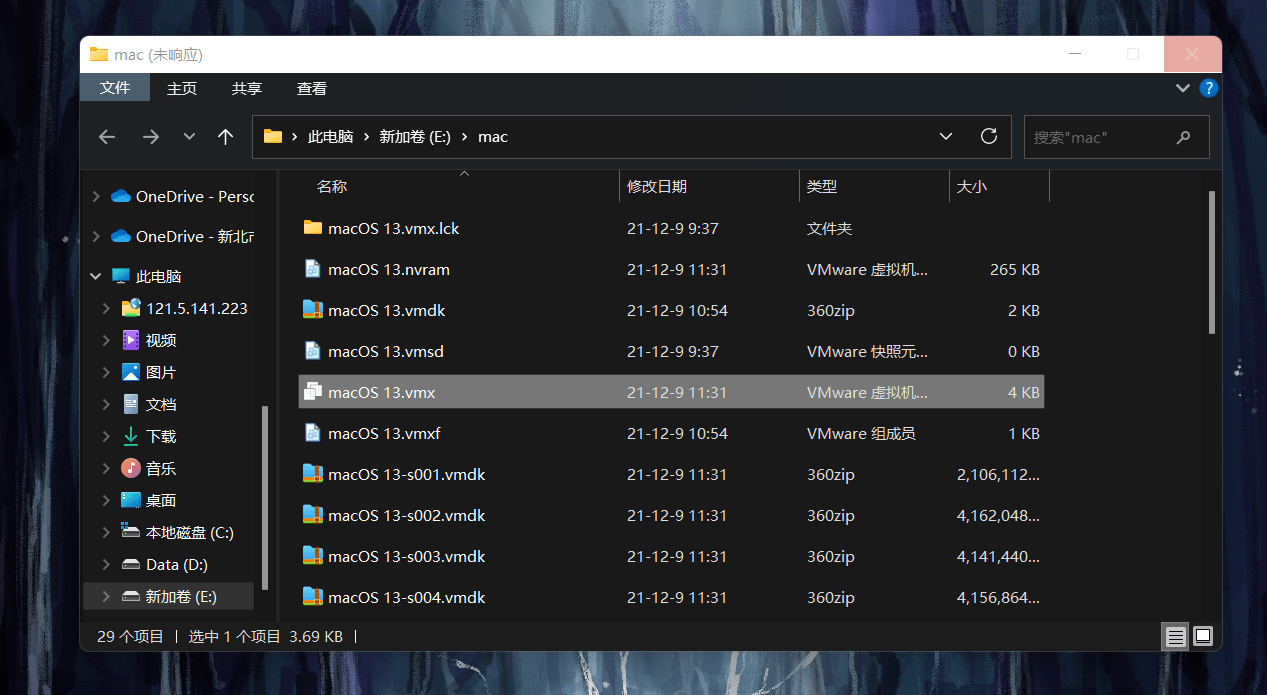 mac (未响应)
文件 主页 共享 查看
此电脑 新加卷 (E:) mac 搜索"mac"
名称 修改日期 类型 大小
OneDrive - Persc
OneDrive - 新北
此电脑
121.5.141.223
视频
图片
文档
下载
音乐
桌面
本地磁盘 (C:)
Data (D:)
新加卷 (E:)
macOS 13.vmx.lck 21-12-9 9:37 文件夹
macOS 13.nvram 21-12-9 11:31 VMware 虚拟机... 265 KB
macOS 13.vmdk 21-12-9 10:54 360zip 2 KB
macOS 13.vmsd 21-12-9 9:37 VMware 快照元... 0 KB
macOS 13.vmx 21-12-9 11:31 VMware 虚拟机... 4 KB
macOS 13.vmxf 21-12-9 10:54 VMware 组成员 1 KB
macOS 13-s001.vmdk 21-12-9 11:31 360zip 2,106,112...
macOS 13-s002.vmdk 21-12-9 11:31 360zip 4,162,048...
macOS 13-s003.vmdk 21-12-9 11:31 360zip 4,141,440...
macOS 13-s004.vmdk 21-12-9 11:31 360zip 4,156,864...
29 个项目 选中 1 个项目 3.69 KB